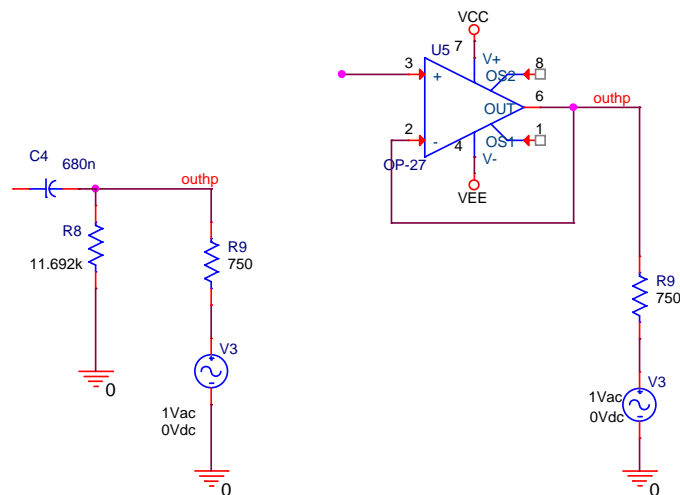 C4
680n
outhp
R8
11.692k
R9
750
V3
1Vac
0Vdc
0
0
VCC
U5
7
V+
8
OS2
3
+
6
OUT
outhp
2
-
1
OS1
4
V-
OP-27
VEE
R9
750
V3
1Vac
0Vdc
0